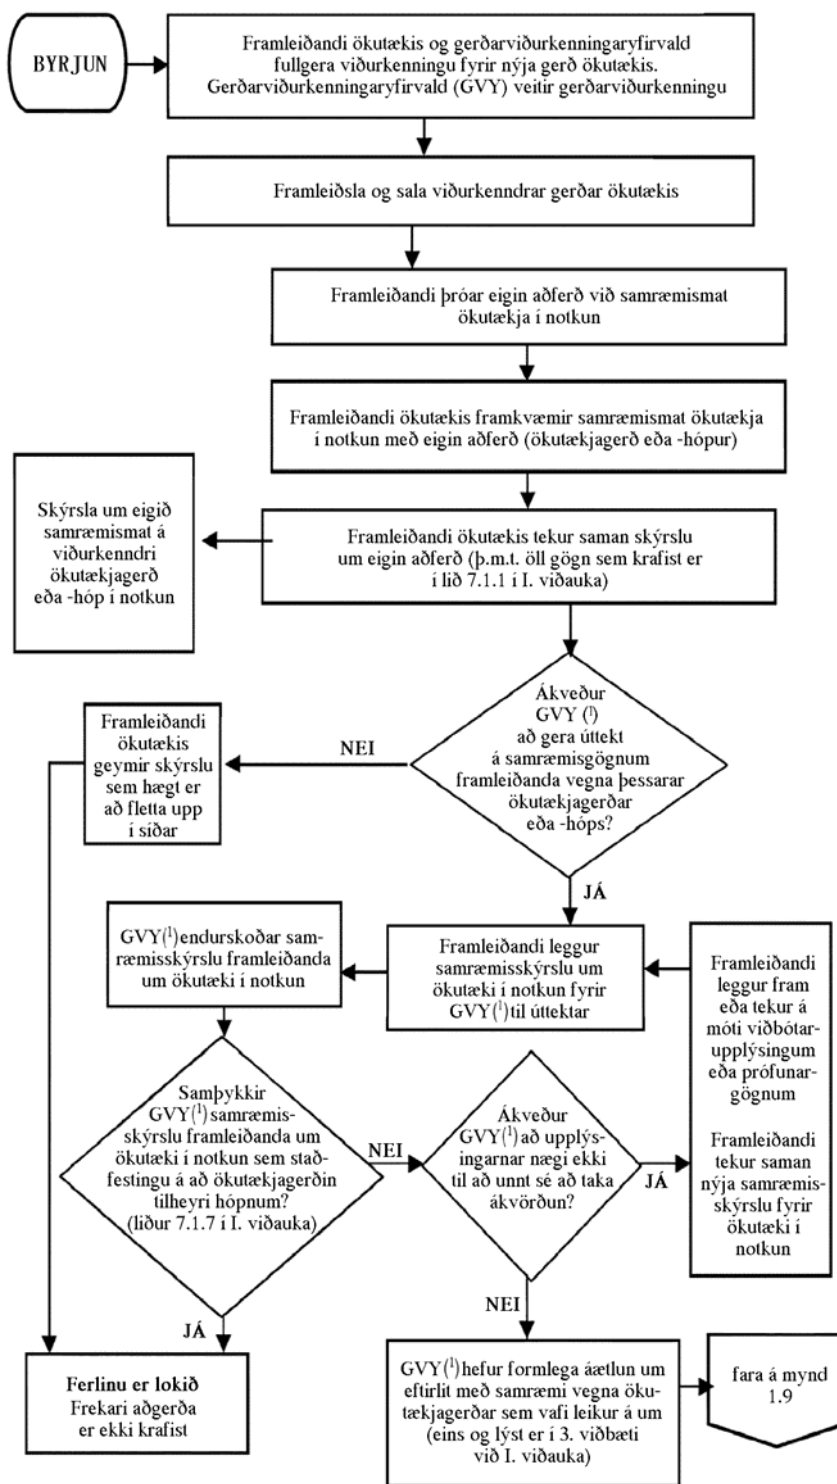 BYRJUN
Framleiðandi ökutækis og gerðarviðurkenningaryfirvald
fullgera viðurkenningu fyrir nýja gerð ökutækis.
Gerðarviðurkenningaryfirvald (GVY) veitir gerðarviðurkenningu
Framleiðsla og sala viðurkenndrar gerðar ökutækis
Framleiðandi þróar eigin aðferð við samræmismat
ökutækja í notkun
Framleiðandi ökutækis framkvæmir samræmismat ökutækja
í notkun með eigin aðferð (ökutækjagerð eða -hópur)
Framleiðandi ökutækis tekur saman skýrslu
um eigin aðferð (þ.m.t. öll gögn sem krafist er
í lið 7.1.1 í I. viðauka)
Skýrsla um eigið
samræmismat á
viðurkenndri
ökutækjagerð
eða -hóp í notkun
Ákveður
GVY (¹)
að gera úttekt
á samræmisgögnum
framleiðanda vegna þessarar
ökutækjagerðar
eða -hóps?
NEI
Framleiðandi
ökutækis
geymir skýrslu
sem hægt er
að fletta upp
í síðar
JÁ
Framleiðandi leggur
samræmisskýrslu um
ökutæki í notkun fyrir
GVY(¹) til úttektar
GVY(¹) endurskoðar sam-
ræmisskýrslu framleiðanda
um ökutæki í notkun
Framleiðandi
leggur fram
eða tekur á
móti viðbótar-
upplýsingum
eða prófunar-
gögnum
Framleiðandi
tekur saman
nýja samræmis-
skýrslu fyrir
ökutæki í
notkun
Samþykkir
GVY(¹) samræmis-
skýrslu framleiðanda um
ökutæki í notkun sem stað-
festingu á að ökutækjagerðin
tilheyri hópnum?
(liður 7.1.7 í I. viðauka)
NEI
Ákveður
GVY(¹) að upplýs-
ingarnar nægi ekki
til að unnt sé að taka
ákvörðun?
JÁ
NEI
JÁ
Ferlinu er lokið
Frekari aðgerða
er ekki krafist
GVY(¹) hefur formlega áætlun um
eftirlit með samræmi vegna öku-
tækjagerðar sem vafi leikur á um
(eins og lýst er í 3. viðbæti
við I. viðauka)
fara á mynd
1.9